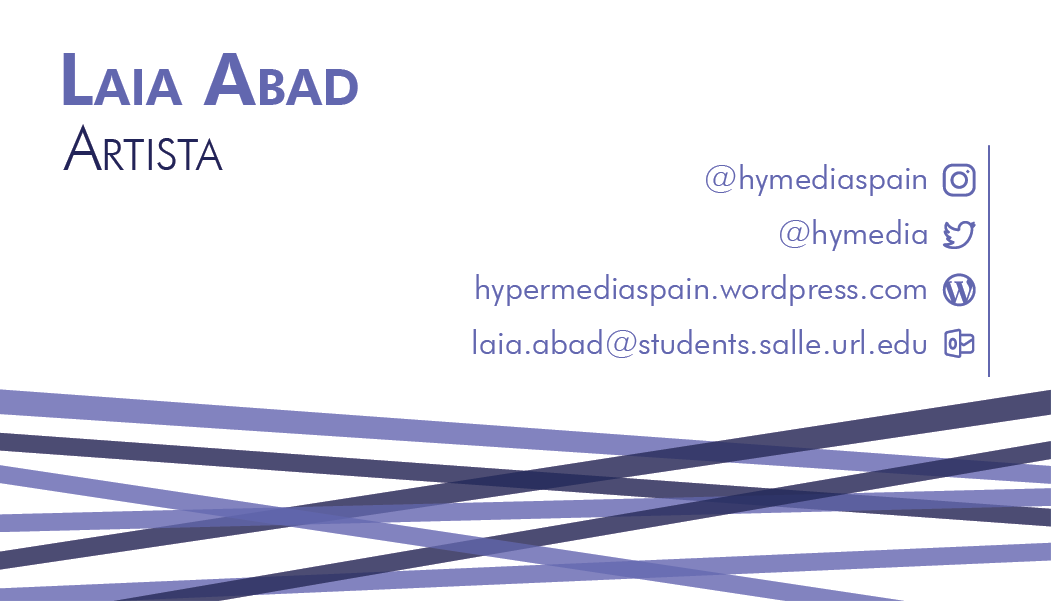 Laia Abad
Artista
@hymediaspain
@hymedia
hypermediaspain.wordpress.com
laia.abad@students.salle.url.edu